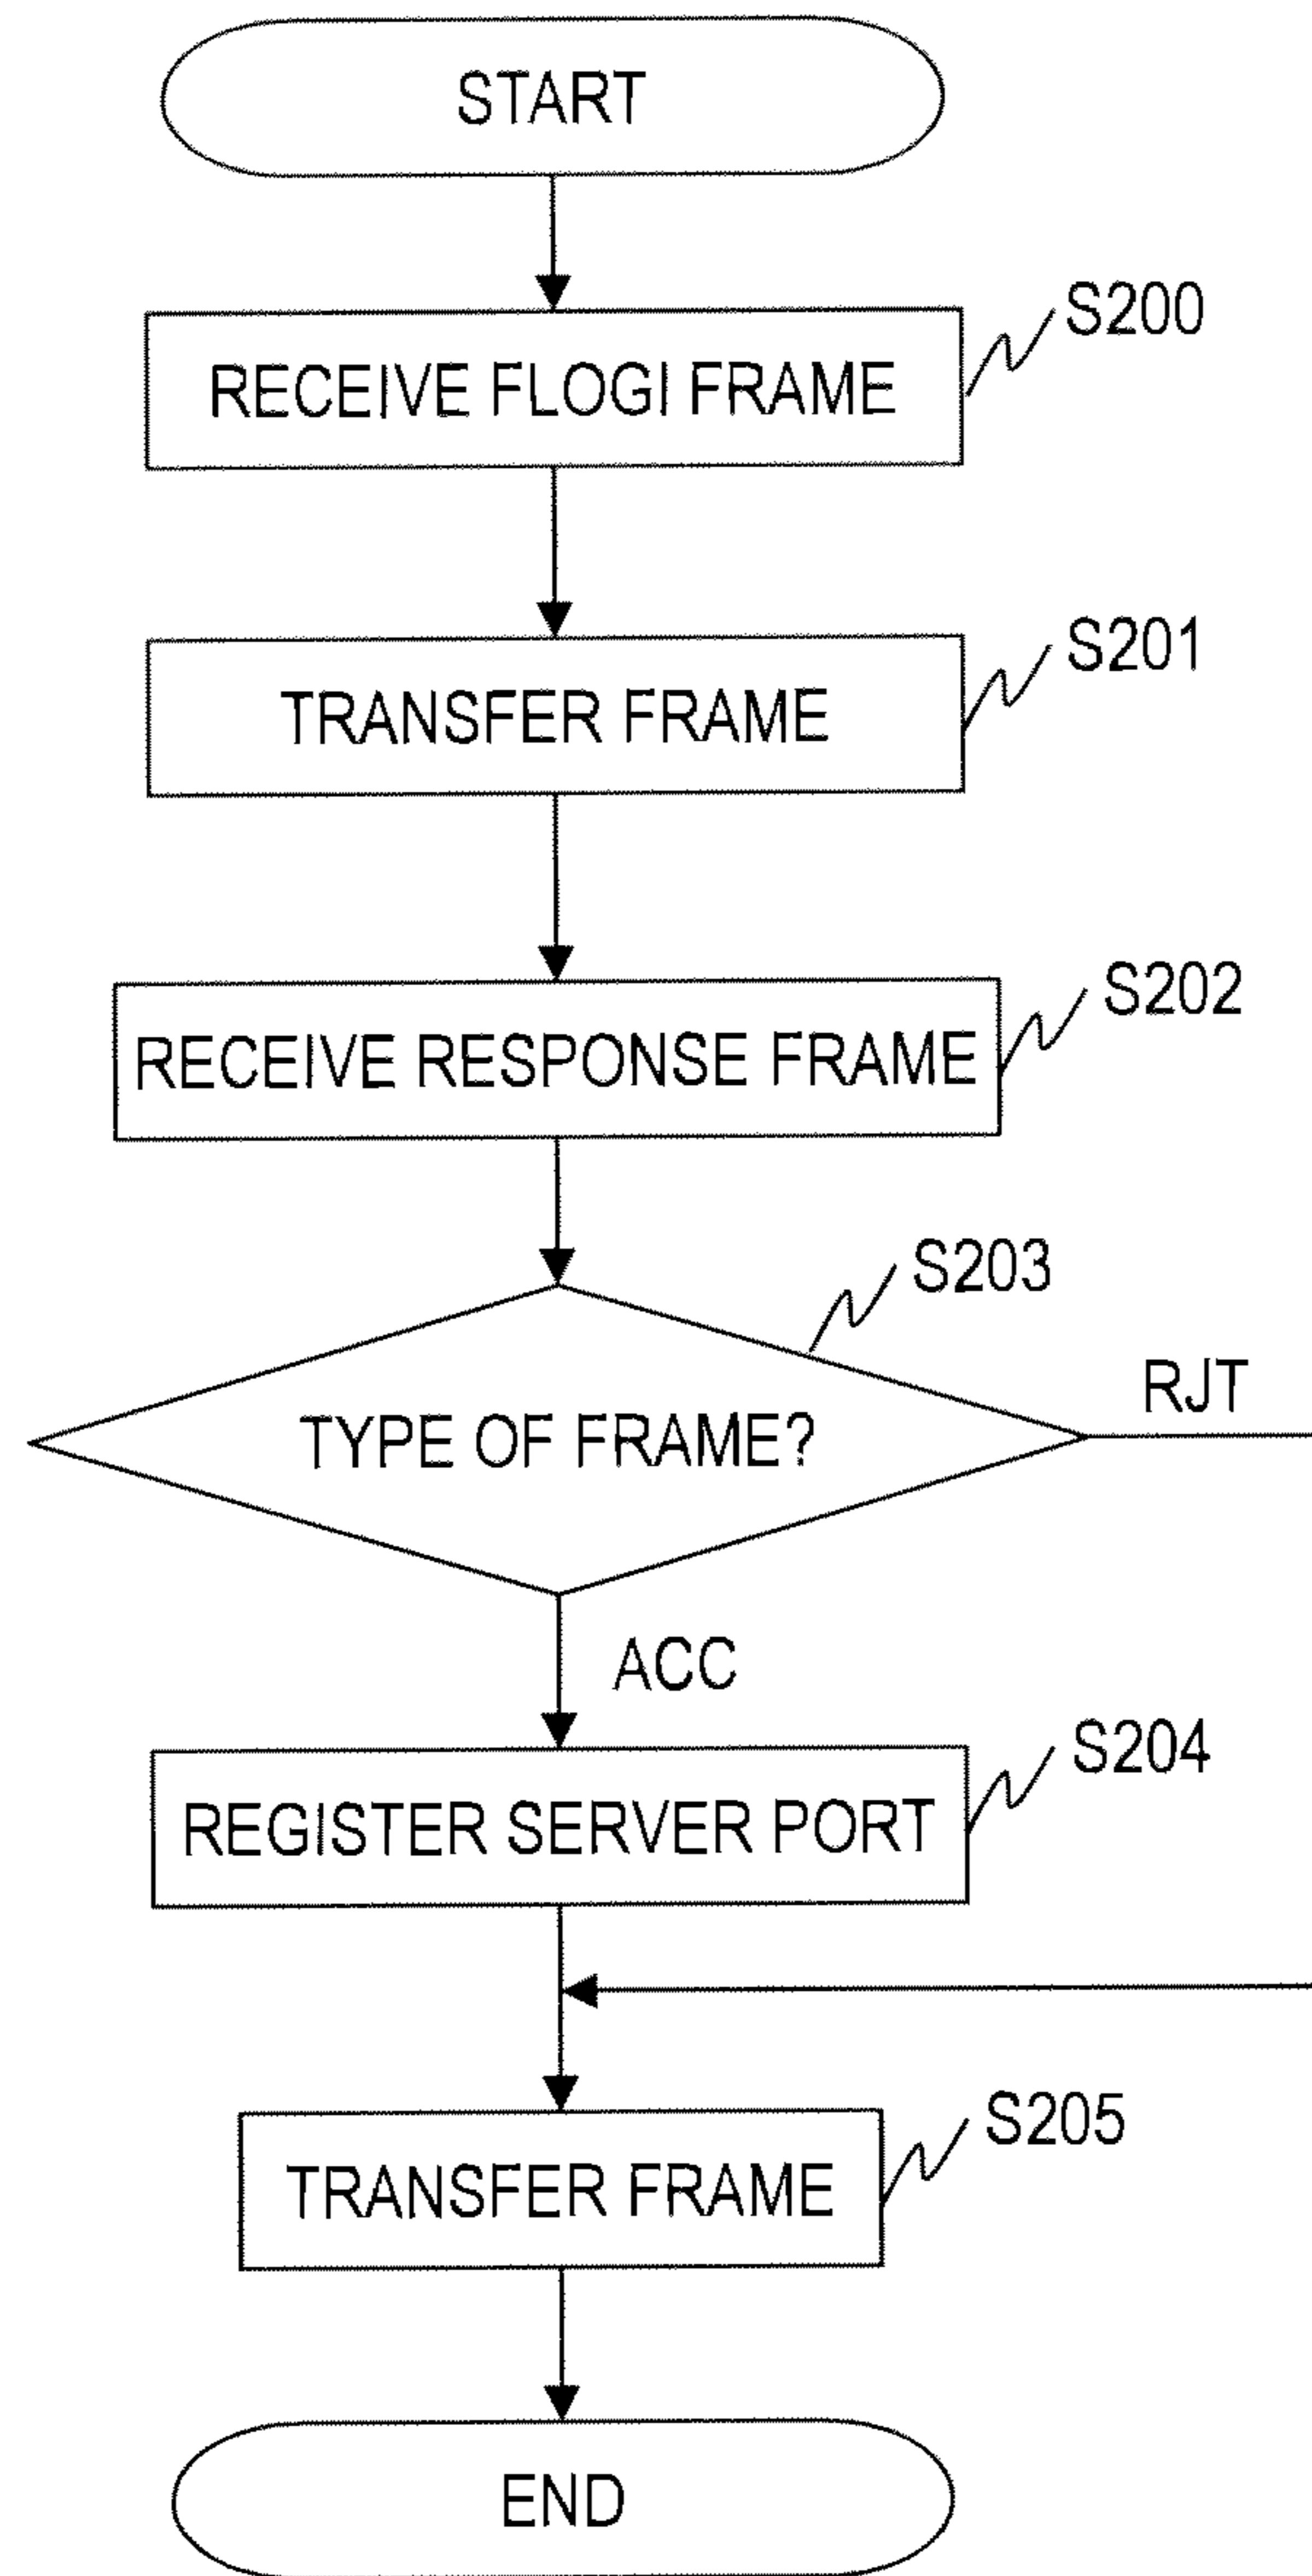 START
S200
RECEIVE FLOGI FRAME
S201
TRANSFER FRAME
S202
RECEIVE RESPONSE FRAME
S203
RJT
TYPE OF FRAME?
ACC
S204
REGISTER SERVER PORT
S205
TRANSFER FRAME
END